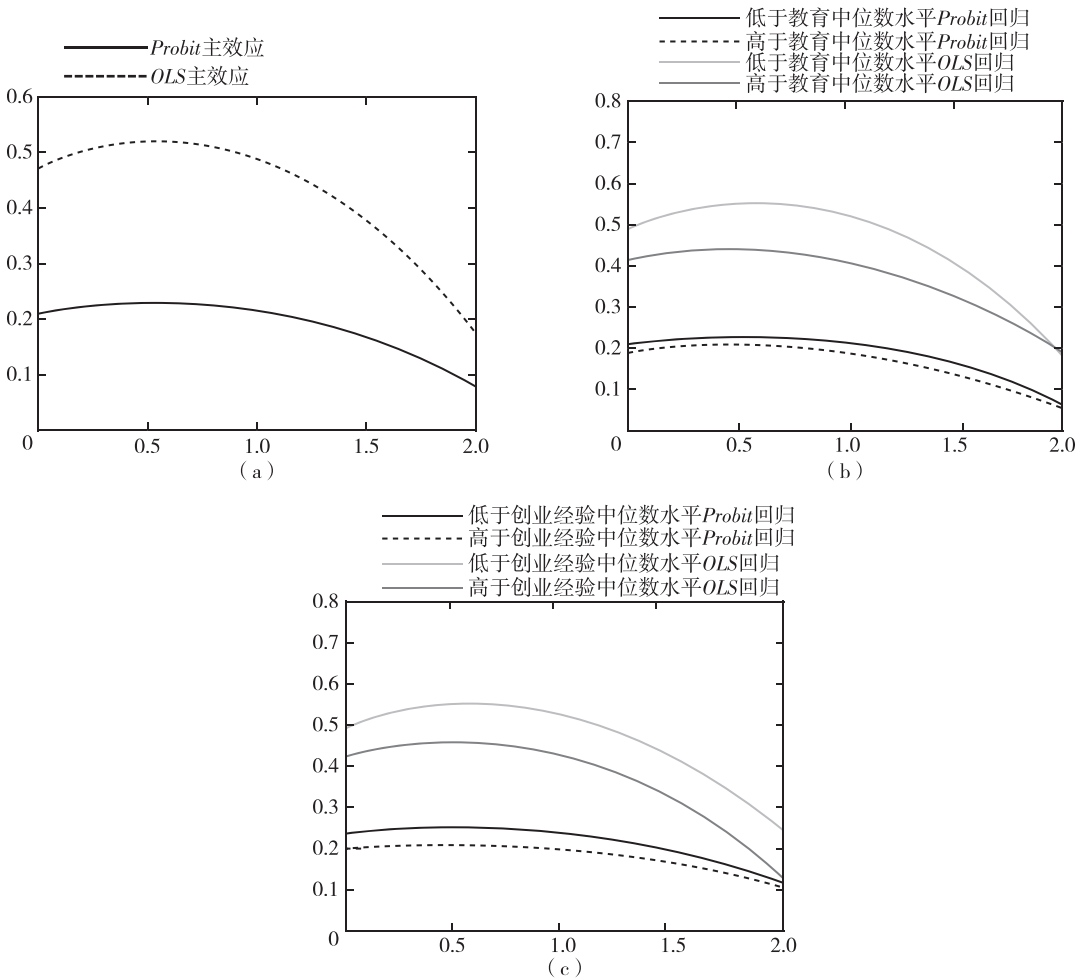 Probit主效应
OLS主效应
0.6
0.5
0.4
0.3
0.2
0.1
0
0.5
1.0
1.5
2.0
（a）
低于教育中位数水平Probit回归
高于教育中位数水平Probit回归
低于教育中位数水平OLS回归
高于教育中位数水平OLS回归
0.8
0.7
0.6
0.5
0.4
0.3
0.2
0.1
0
0.5
1.0
1.5
2.0
（b）
低于创业经验中位数水平Probit回归
高于创业经验中位数水平Probit回归
低于创业经验中位数水平OLS回归
高于创业经验中位数水平OLS回归
0.8
0.7
0.6
0.5
0.4
0.3
0.2
0.1
0
0.5
1.0
1.5
2.0
（c）